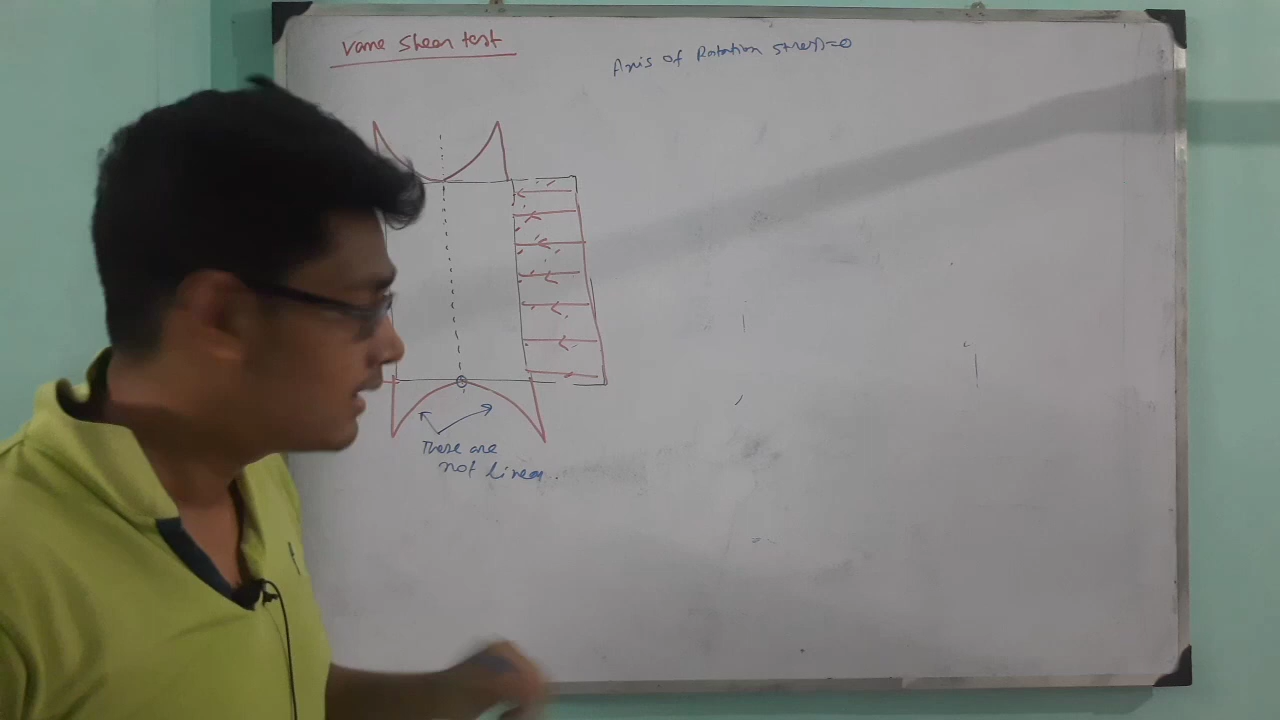 Vane Shear test
Axis of Rotation stress=0
These are
not linear.